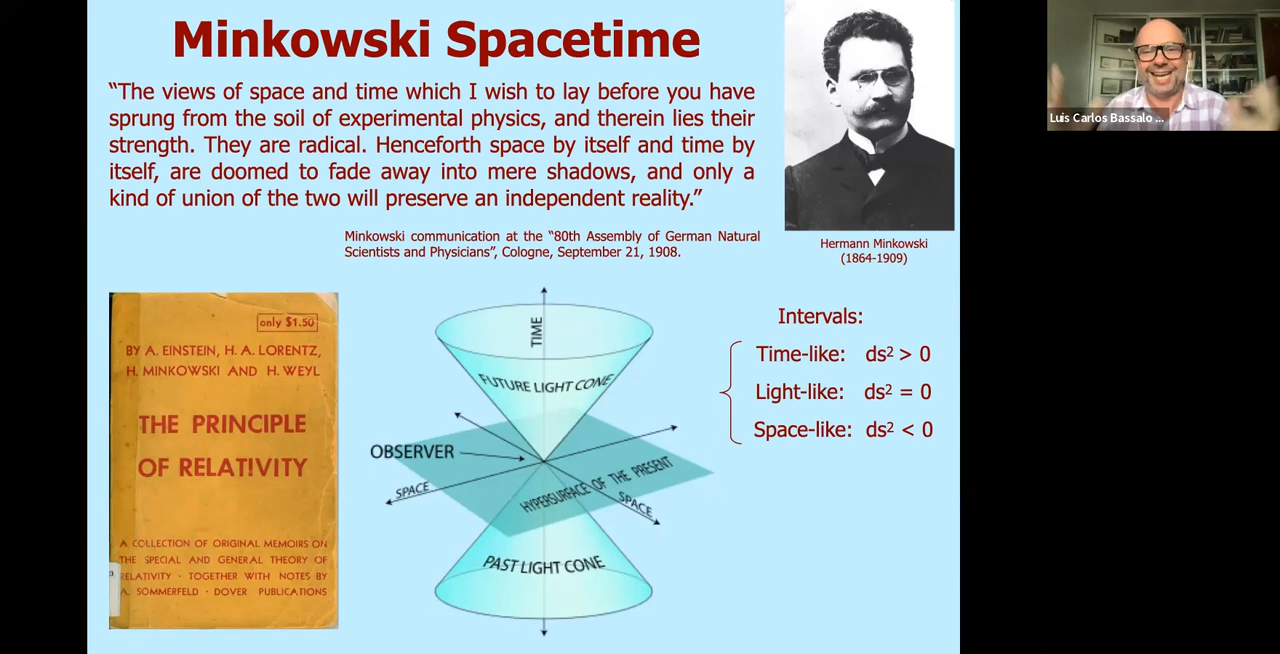 Minkowski Spacetime
“The views of space and time which I wish to lay before you have
sprung from the soil of experimental physics, and therein lies their
strength. They are radical. Henceforth space by itself and time by
itself, are doomed to fade away into mere shadows, and only a
kind of union of the two will preserve an independent reality.”
Minkowski communication at the “80th Assembly of German Natural
Scientists and Physicians”, Cologne, September 21, 1908.
Hermann Minkowski
(1864-1909)
Luis Carlos Bassalo ...
only $1.50
BY A. EINSTEIN, H. A. LORENTZ,
H. MINKOWSKI AND H. WEYL
THE PRINCIPLE
OF RELATIVITY
A COLLECTION OF ORIGINAL MEMOIRS ON
THE SPECIAL AND GENERAL THEORY OF
RELATIVITY · TOGETHER WITH NOTES BY
A. SOMMERFELD · DOVER PUBLICATIONS
TIME
FUTURE LIGHT CONE
OBSERVER
SPACE
HYPERSURFACE OF THE PRESENT
SPACE
PAST LIGHT CONE
Intervals:
Time-like: ds² > 0
Light-like: ds² = 0
Space-like: ds² < 0